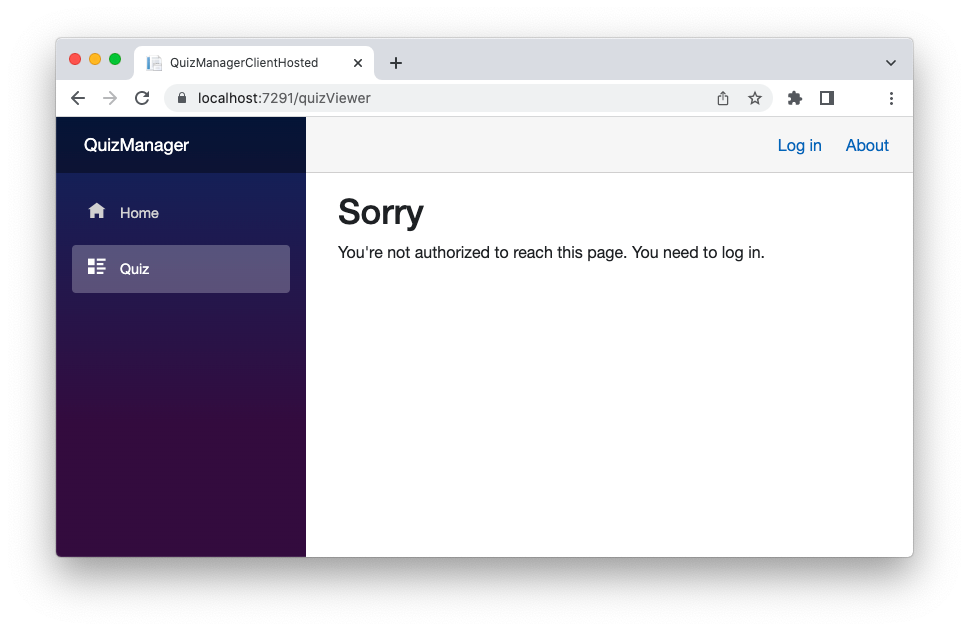 QuizManagerClientHosted
localhost:7291/quizViewer
QuizManager
Log in About
Home
Quiz
Sorry
You're not authorized to reach this page. You need to log in.